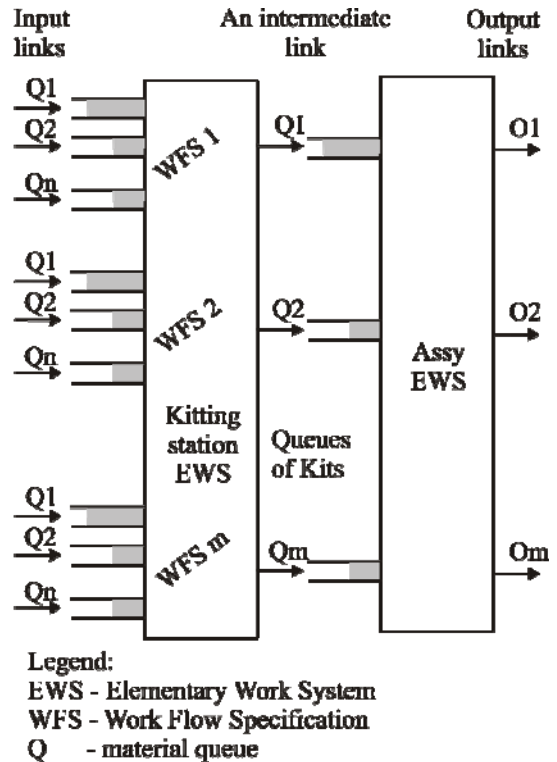 Input links
An intermediate link
Output links
Q1
Q2
Qn
WFS 1
Q1
O1
Q1
Q2
Qn
WFS 2
Q2
O2
Assy EWS
Kitting station EWS
Queues of Kits
Q1
Q2
Qn
WFS m
Qm
Om
Legend:
EWS - Elementary Work System
WFS - Work Flow Specification
Q - material queue